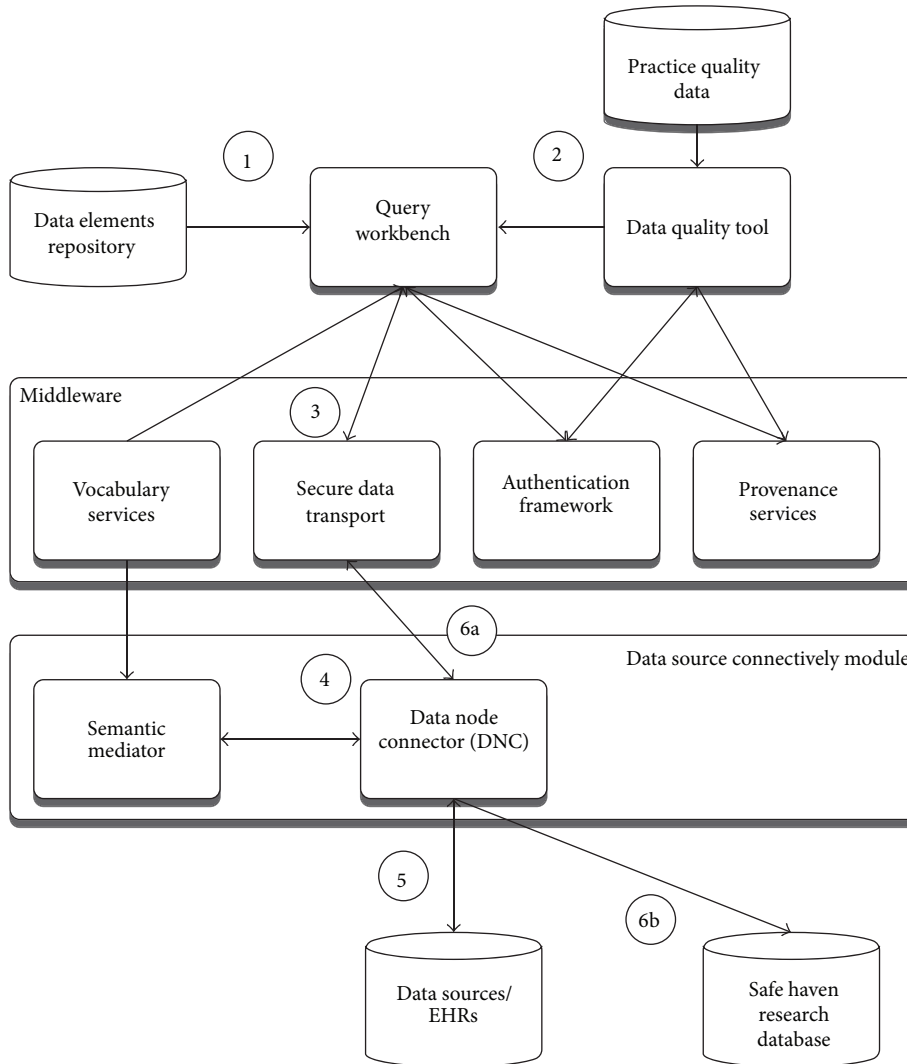 Practice quality
data
1
2
Data elements
repository
Query
workbench
Data quality tool
Middleware
3
Vocabulary
services
Secure data
transport
Authentication
framework
Provenance
services
6a
Data source connectively module
4
Semantic
mediator
Data node
connector (DNC)
5
6b
Data sources/
EHRs
Safe haven
research
database